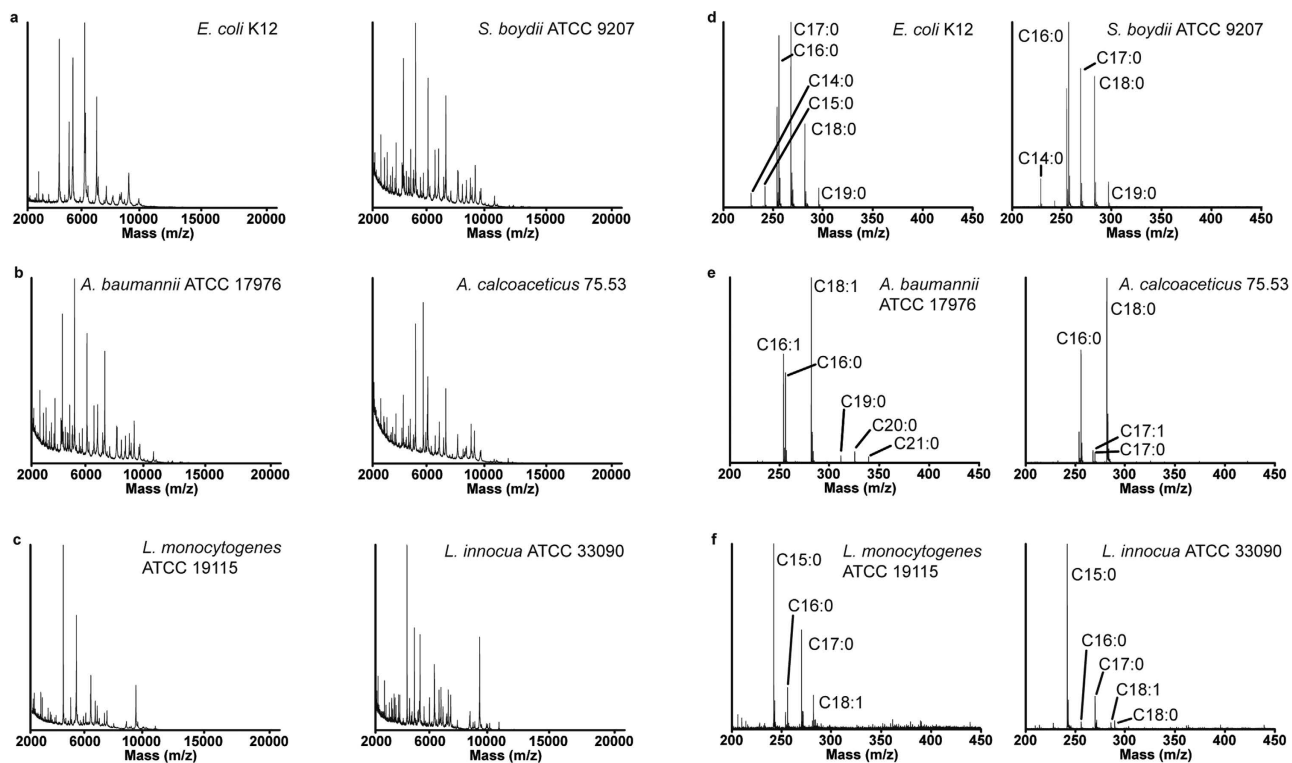 a
E. coli K12
2000 6000 10000 15000 20000
Mass (m/z)
S. boydii ATCC 9207
2000 6000 10000 15000 20000
Mass (m/z)
b
A. baumannii ATCC 17976
2000 6000 10000 15000 20000
Mass (m/z)
A. calcoaceticus 75.53
2000 6000 10000 15000 20000
Mass (m/z)
c
L. monocytogenes
ATCC 19115
2000 6000 10000 15000 20000
Mass (m/z)
L. innocua ATCC 33090
2000 6000 10000 15000 20000
Mass (m/z)
d
E. coli K12
C17:0
C16:0
C14:0
C15:0
C18:0
C19:0
200 250 300 350 400 450
Mass (m/z)
S. boydii ATCC 9207
C16:0
C17:0
C18:0
C14:0
C19:0
200 250 300 350 400 450
Mass (m/z)
e
A. baumannii
ATCC 17976
C18:1
C16:1
C16:0
C19:0
C20:0
C21:0
200 250 300 350 400 450
Mass (m/z)
A. calcoaceticus 75.53
C18:0
C16:0
C17:1
C17:0
200 250 300 350 400 450
Mass (m/z)
f
L. monocytogenes
ATCC 19115
C15:0
C16:0
C17:0
C18:1
200 250 300 350 400 450
Mass (m/z)
L. innocua ATCC 33090
C15:0
C16:0
C17:0
C18:1
C18:0
200 250 300 350 400 450
Mass (m/z)